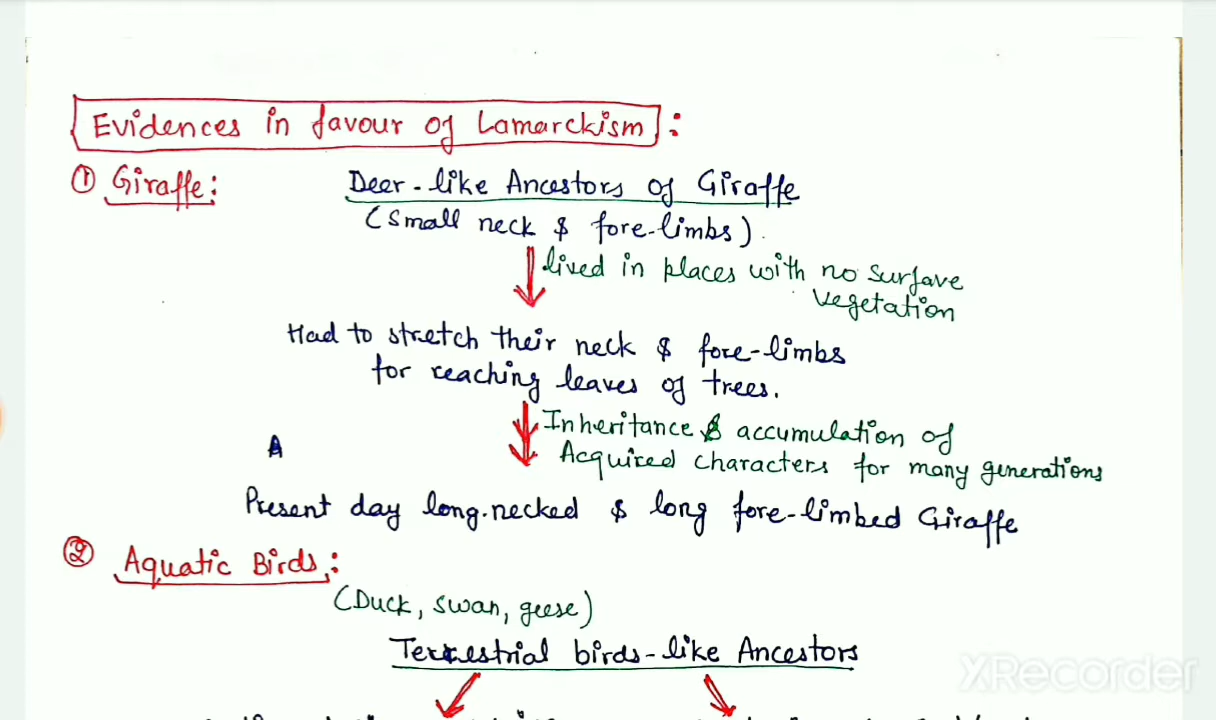 Evidences in favour of Lamarckism :
① Giraffe :
Deer-like Ancestors of Giraffe
(Small neck & fore-limbs)
lived in places with no surfave
vegetation
Had to stretch their neck & fore-limbs
for reaching leaves of trees.
Inheritance & accumulation of
Acquired characters for many generations
A
Present day long-necked & long fore-limbed Giraffe
② Aquatic Birds :
(Duck, swan, geese)
Terrestrial birds-like Ancestors
XRecorder